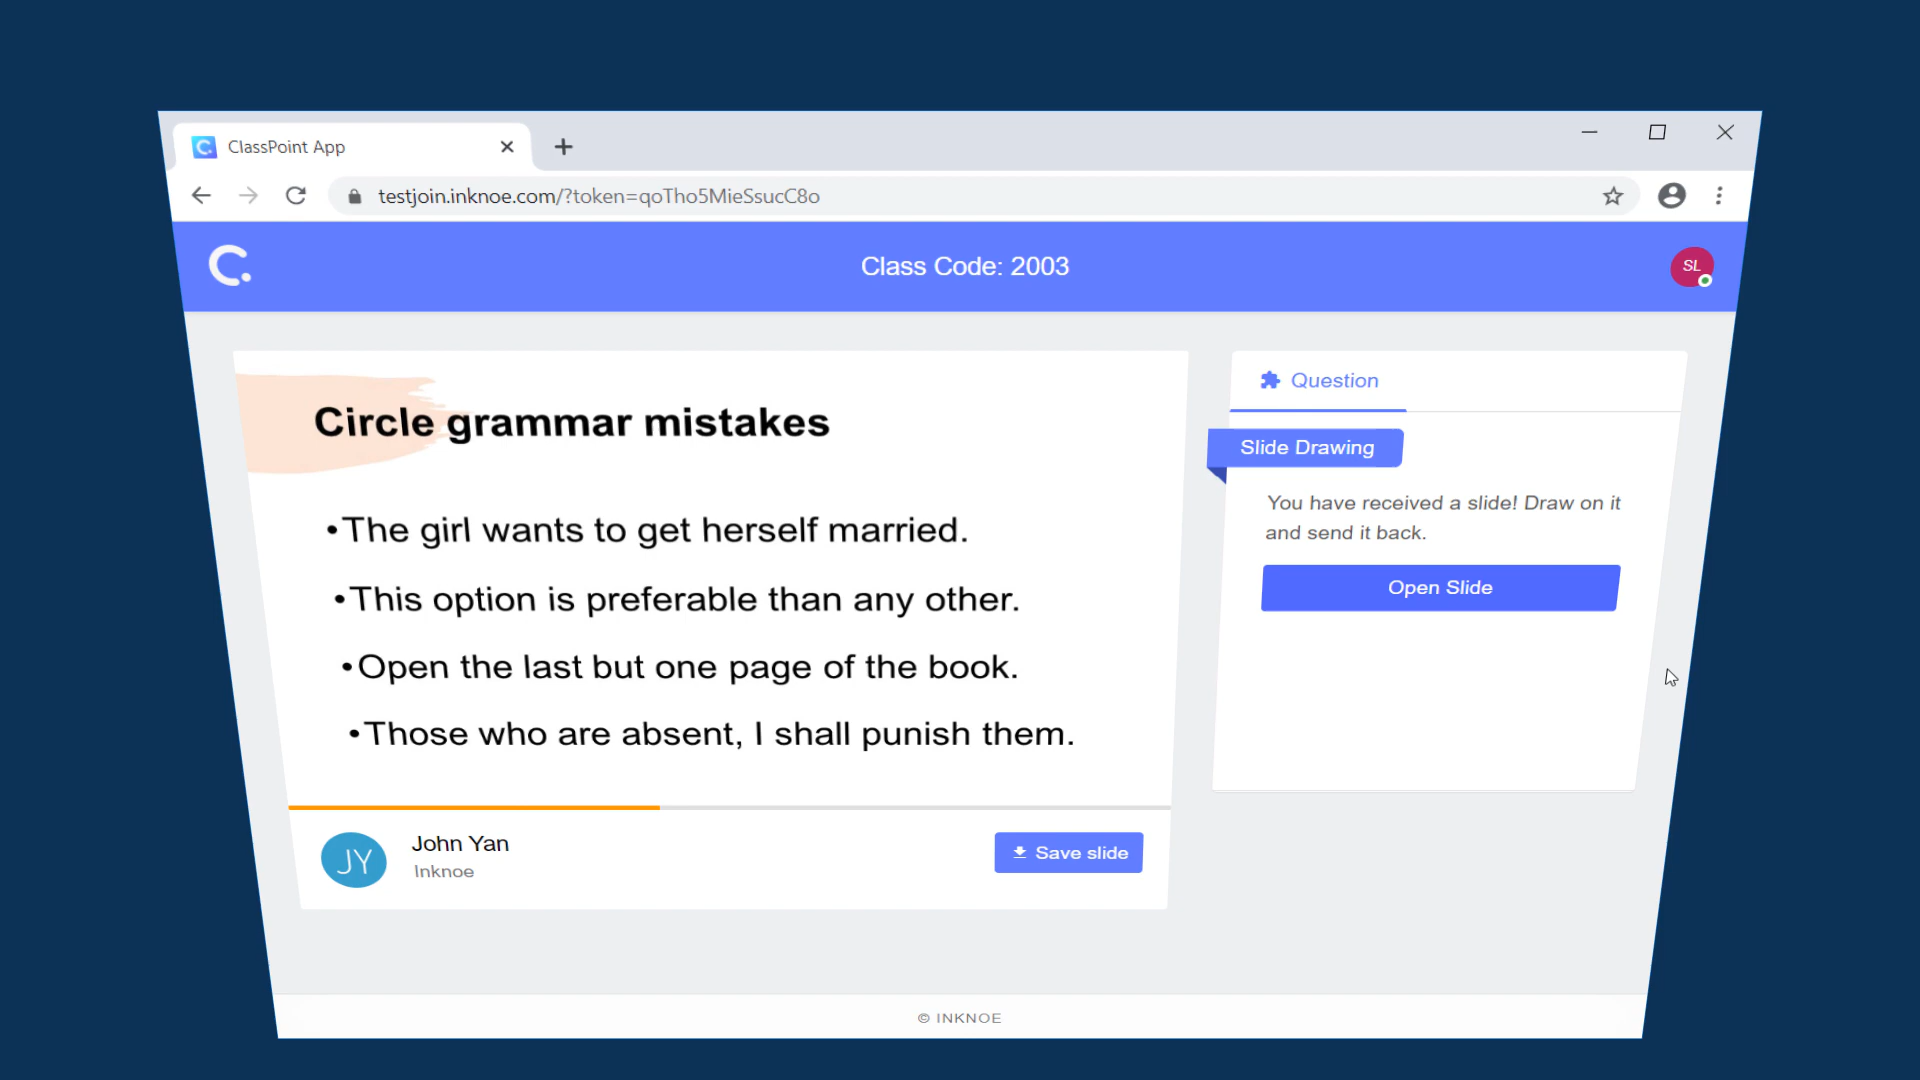 ClassPoint App
testjoin.inknoe.com/?token=qoTho5MieSsucC8o
C.
Class Code: 2003
SL
Circle grammar mistakes
•The girl wants to get herself married.
•This option is preferable than any other.
•Open the last but one page of the book.
•Those who are absent, I shall punish them.
JY
John Yan
Inknoe
Save slide
Question
Slide Drawing
You have received a slide! Draw on it
and send it back.
Open Slide
© INKNOE